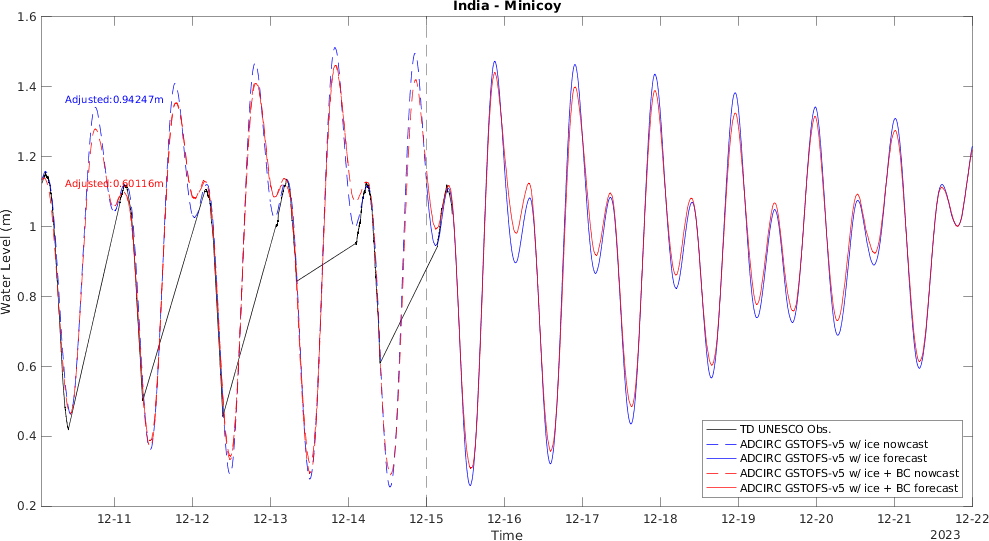 India - Minicoy
1.6
1.4
1.2
1
0.8
0.6
0.4
0.2
Water Level (m)
Adjusted:0.94247m
Adjusted:0.60116m
TD UNESCO Obs.
ADCIRC GSTOFS-v5 w/ ice nowcast
ADCIRC GSTOFS-v5 w/ ice forecast
ADCIRC GSTOFS-v5 w/ ice + BC nowcast
ADCIRC GSTOFS-v5 w/ ice + BC forecast
12-11 12-12 12-13 12-14 12-15 12-16 12-17 12-18 12-19 12-20 12-21 12-22
Time
2023